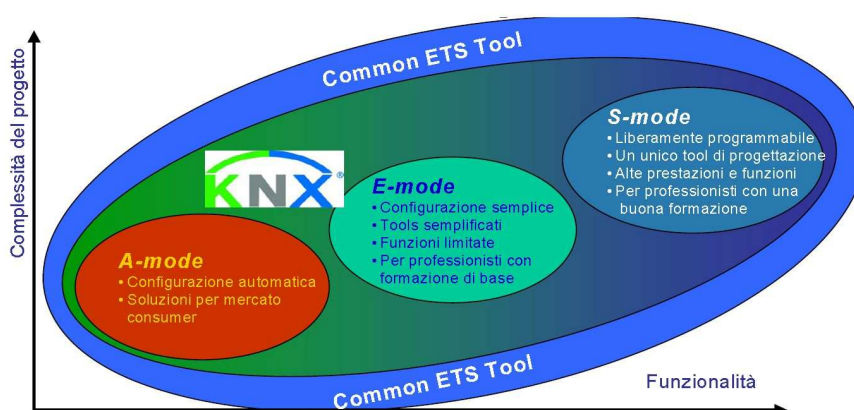 Common ETS Tool
Complessità del progetto
S-mode
• Liberamente programmabile
• Un unico tool di progettazione
• Alte prestazioni e funzioni
• Per professionisti con una
buona formazione
KNX®
E-mode
• Configurazione semplice
• Tools semplificati
• Funzioni limitate
• Per professionisti con
formazione di base
A-mode
• Configurazione automatica
• Soluzioni per mercato
consumer
Common ETS Tool
Funzionalità